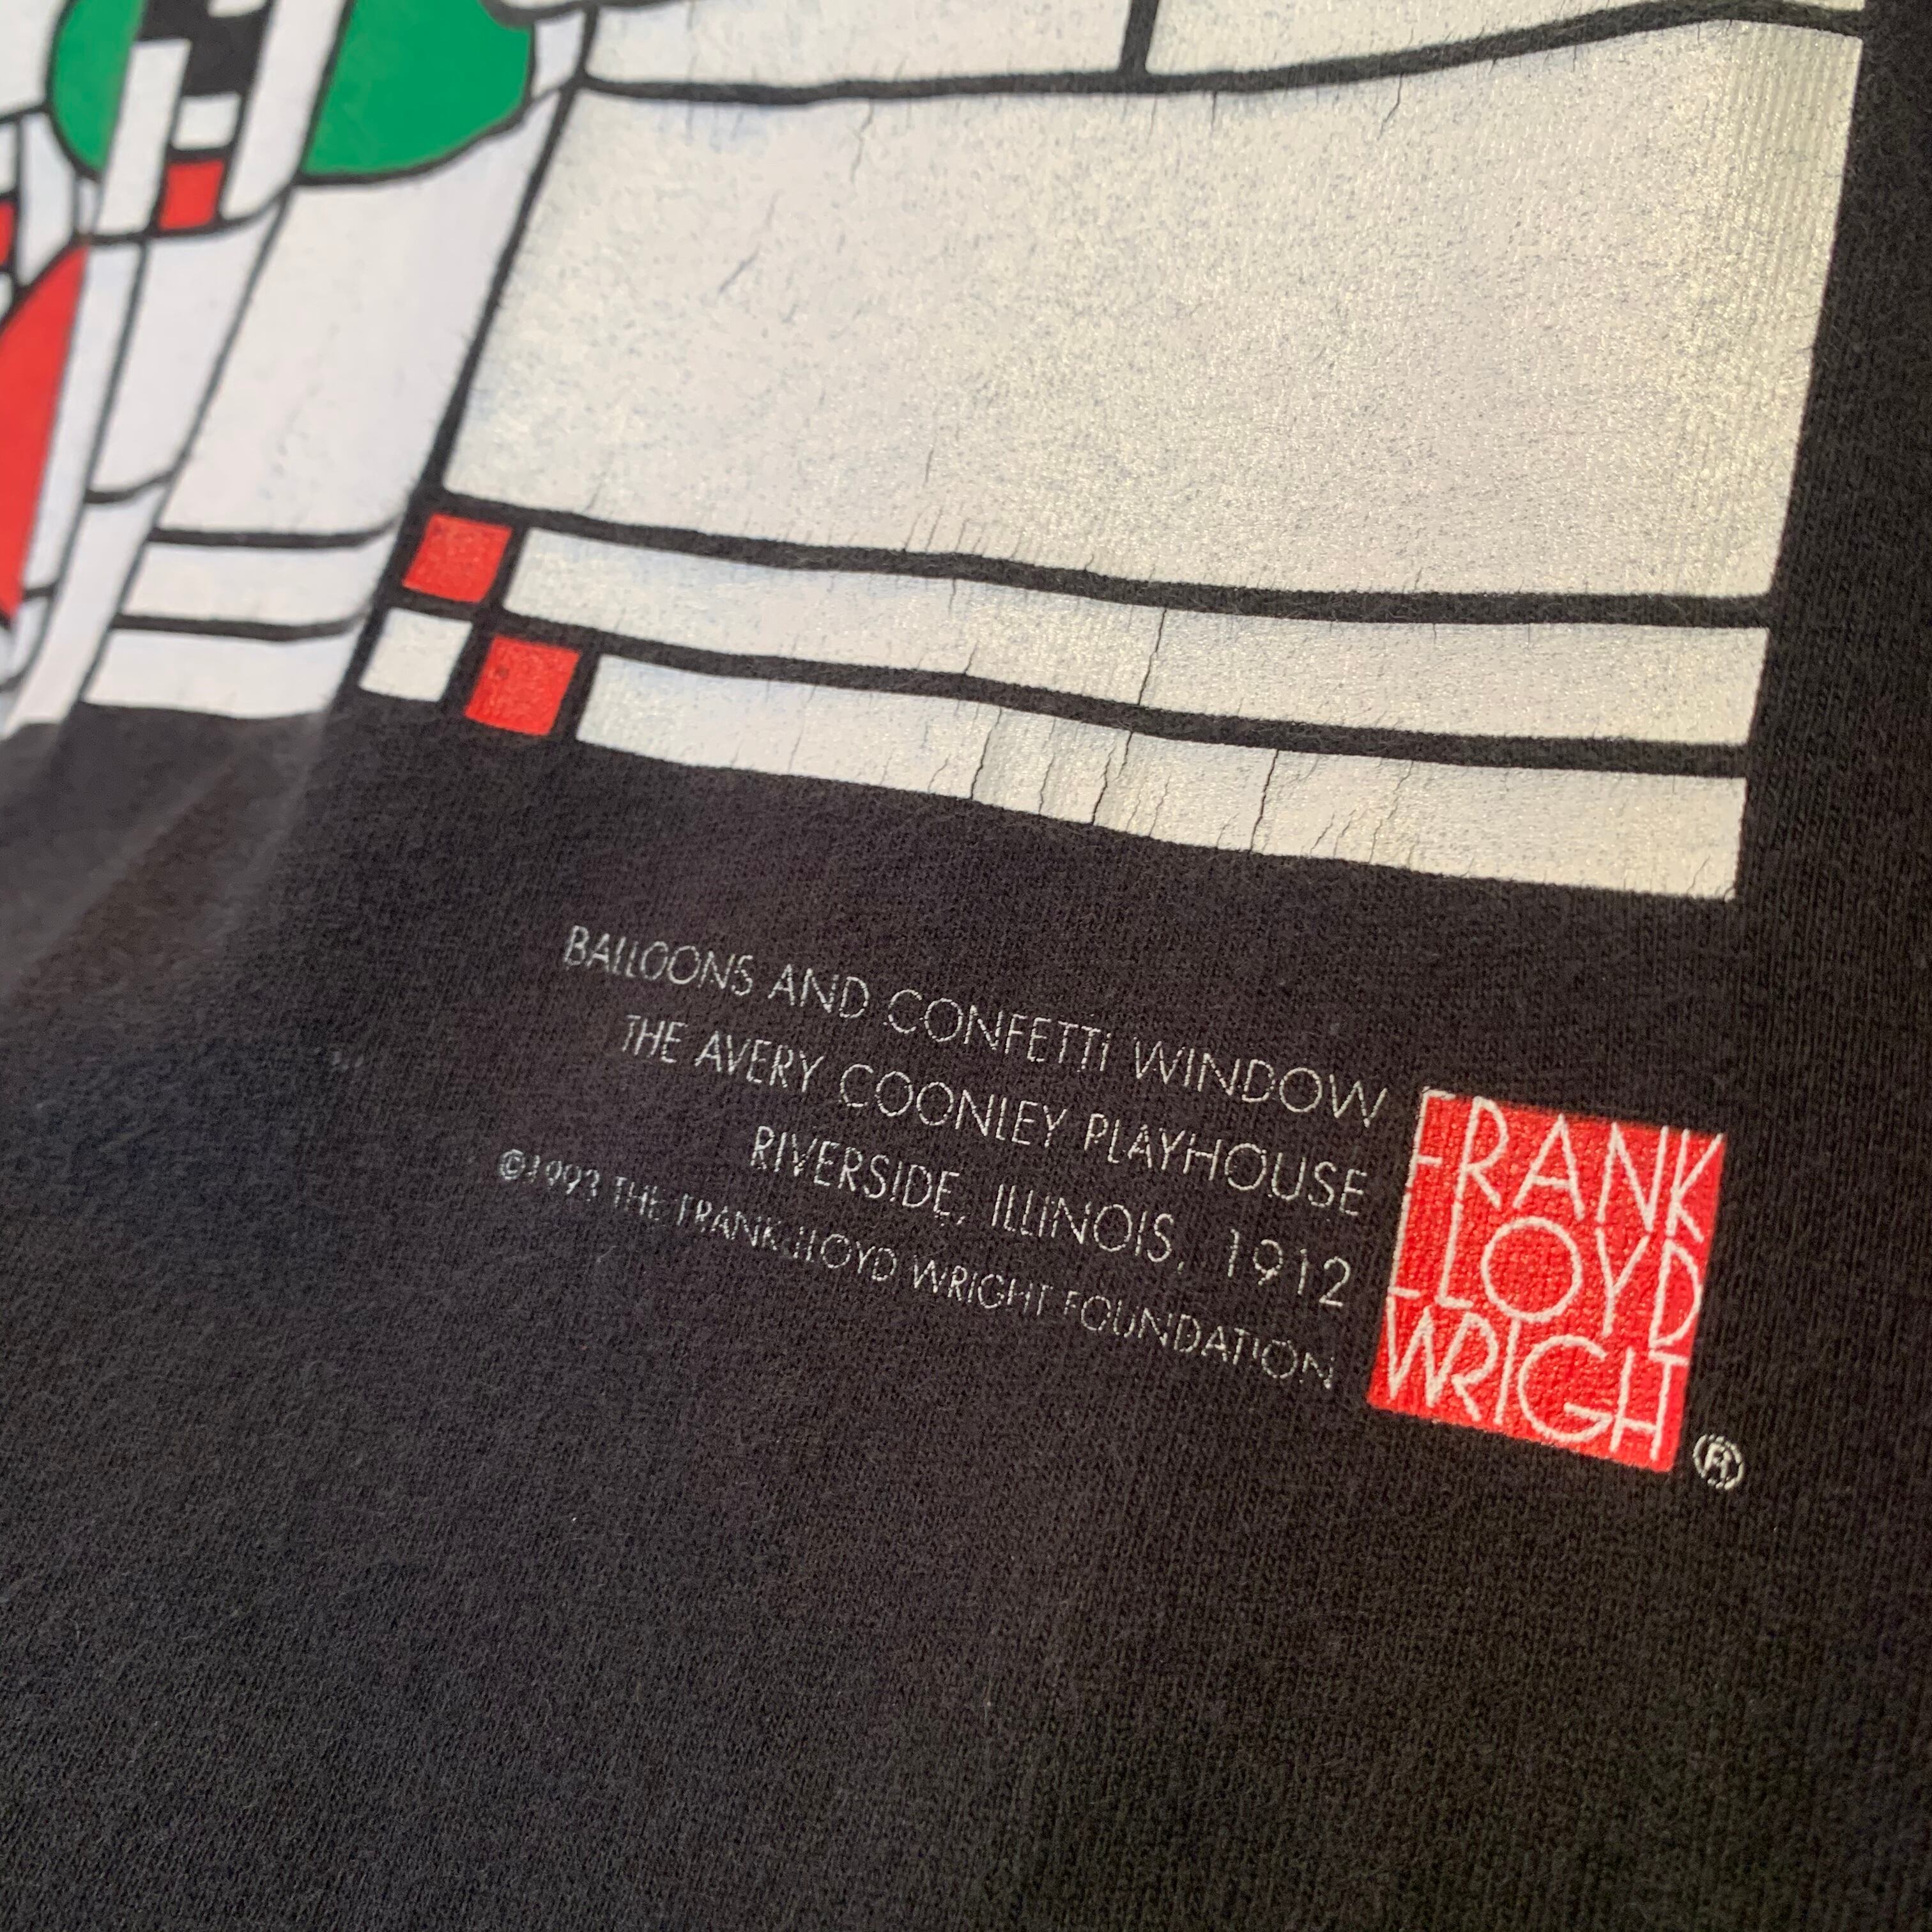 BALLOONS AND CONFETTI WINDOW
THE AVERY COONLEY PLAYHOUSE
RIVERSIDE, ILLINOIS, 1912
©1993 THE FRANK LLOYD WRIGHT FOUNDATION
FRANK
LLOYD
WRIGHT
®